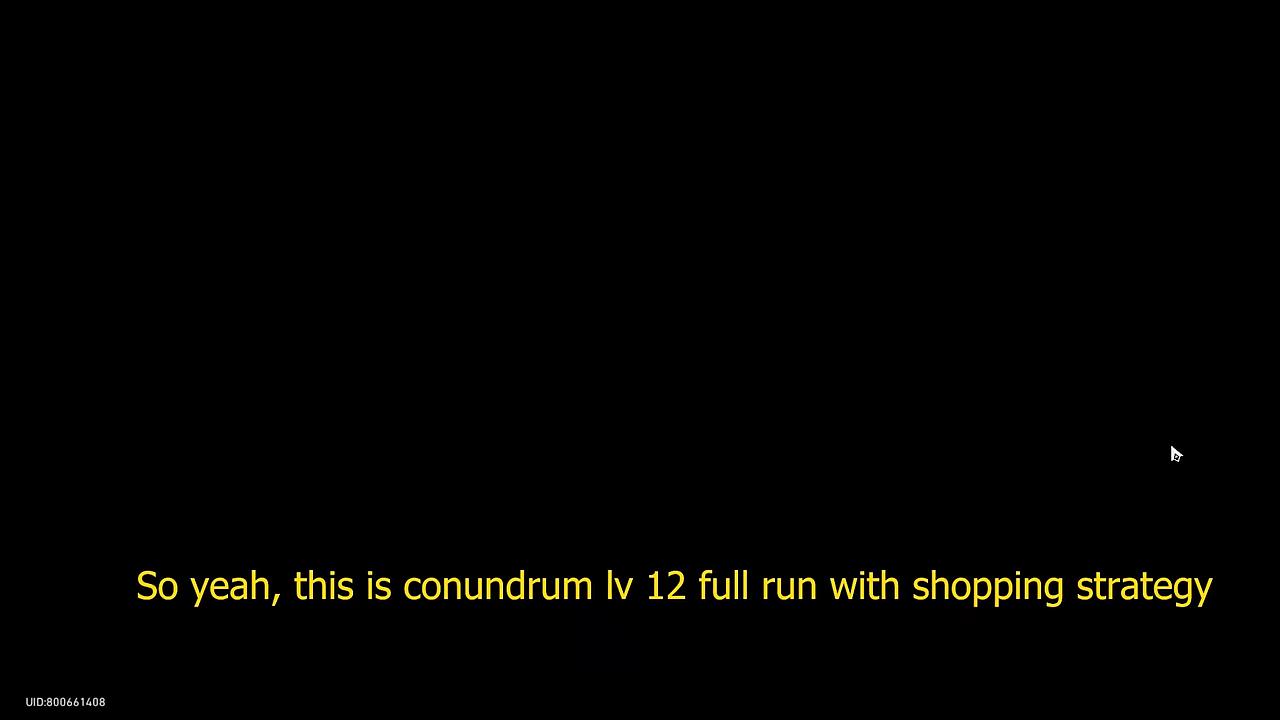 So yeah, this is conundrum lv 12 full run with shopping strategy
UID:800661408